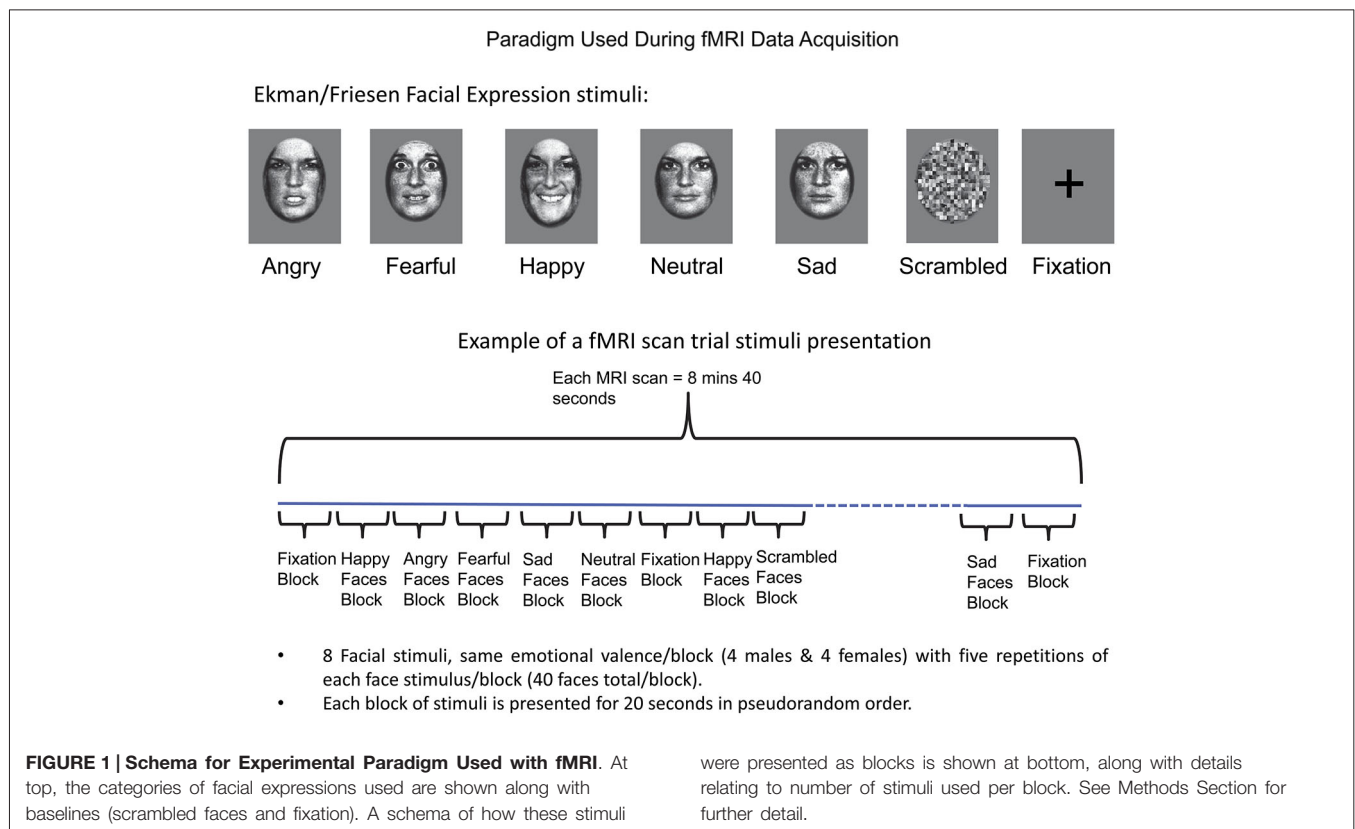 Paradigm Used During fMRI Data Acquisition
Ekman/Friesen Facial Expression stimuli:
Angry Fearful Happy Neutral Sad Scrambled Fixation
Example of a fMRI scan trial stimuli presentation
Each MRI scan = 8 mins 40
seconds
Fixation
Block
Happy
Faces
Block
Angry
Faces
Block
Fearful
Faces
Block
Sad
Faces
Block
Neutral
Faces
Block
Fixation
Block
Happy
Faces
Block
Scrambled
Faces
Block
Sad
Faces
Block
Fixation
Block
• 8 Facial stimuli, same emotional valence/block (4 males & 4 females) with five repetitions of
each face stimulus/block (40 faces total/block).
• Each block of stimuli is presented for 20 seconds in pseudorandom order.
FIGURE 1 | Schema for Experimental Paradigm Used with fMRI. At
top, the categories of facial expressions used are shown along with
baselines (scrambled faces and fixation). A schema of how these stimuli
were presented as blocks is shown at bottom, along with details
relating to number of stimuli used per block. See Methods Section for
further detail.